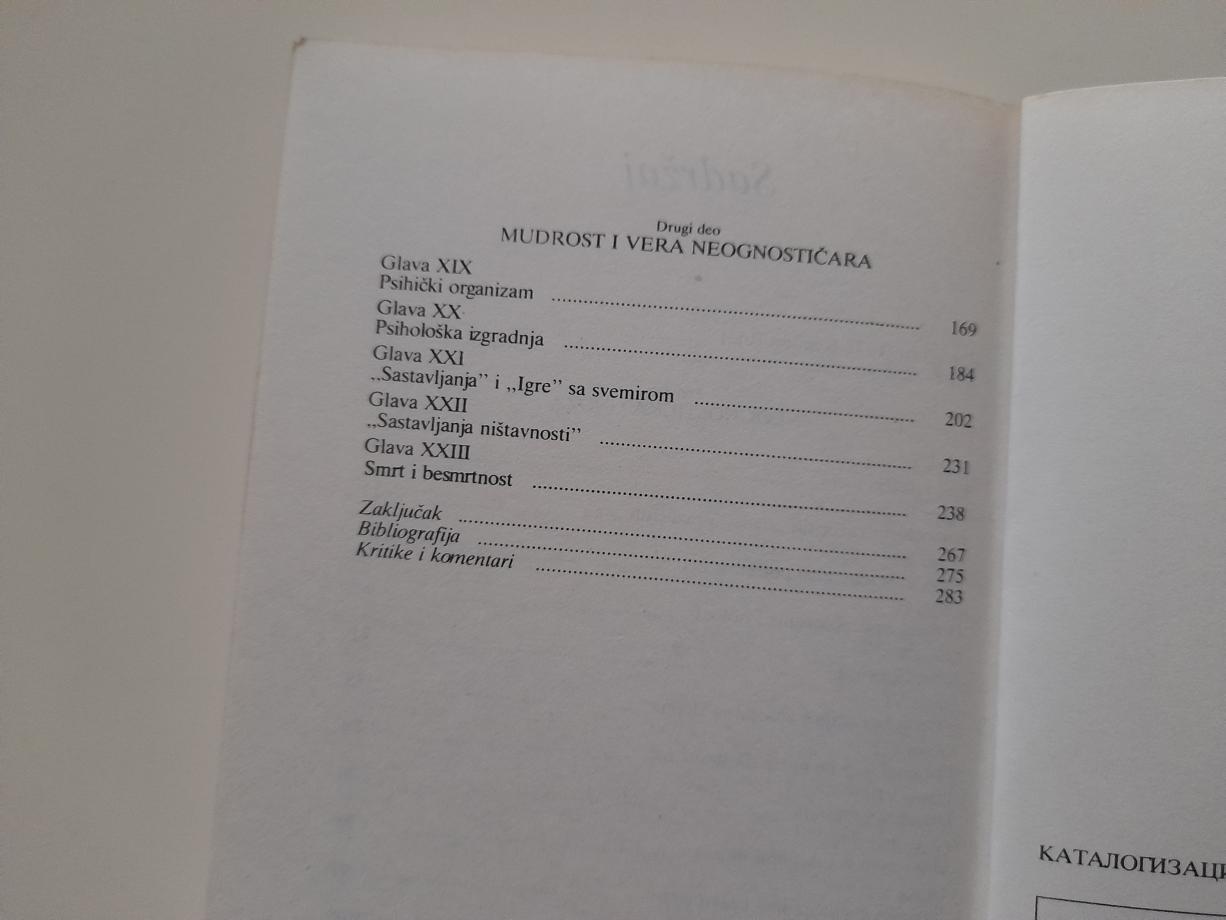 Drugi deo
MUDROST I VERA NEOGNOSTIČARA
Glava XIX
Psihički organizam ........ 169
Glava XX
Psihološka izgradnja ........ 184
Glava XXI
„Sastavljanja” i „Igre” sa svemirom ........ 202
Glava XXII
„Sastavljanja ništavnosti” ........ 231
Glava XXIII
Smrt i besmrtnost ........ 238
Zaključak ........ 267
Bibliografija ........ 275
Kritike i komentari ........ 283
КАТАЛОГИЗАЦИ